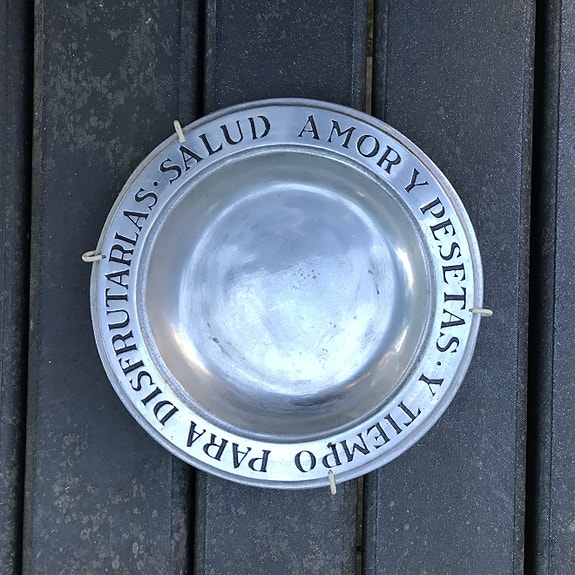 SALUD AMOR Y PESETAS · Y TIEMPO PARA DISFRUTARLAS ·